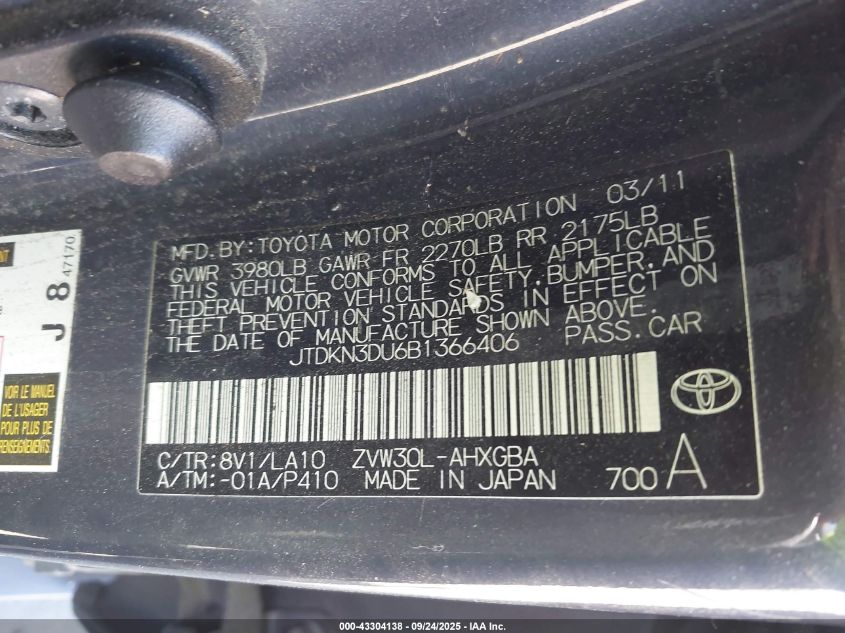 MFD. BY: TOYOTA MOTOR CORPORATION 03/11
GVWR 3980LB GAWR FR 2270LB RR 2175LB
THIS VEHICLE CONFORMS TO ALL APPLICABLE
FEDERAL MOTOR VEHICLE SAFETY, BUMPER, AND
THEFT PREVENTION STANDARDS IN EFFECT ON
THE DATE OF MANUFACTURE SHOWN ABOVE.
JTDKN3DU6B1366406 PASS. CAR
C/TR: 8V1/LA10 ZVW30L-AHXGBA
A/TM: -01A/P410 MADE IN JAPAN 700 A
J 8 47170
VOIR LE MANUEL
DE L'USAGER
POUR PLUS DE
RENSEIGNEMENTS.
000-43304138 - 09/24/2025 - IAA Inc.